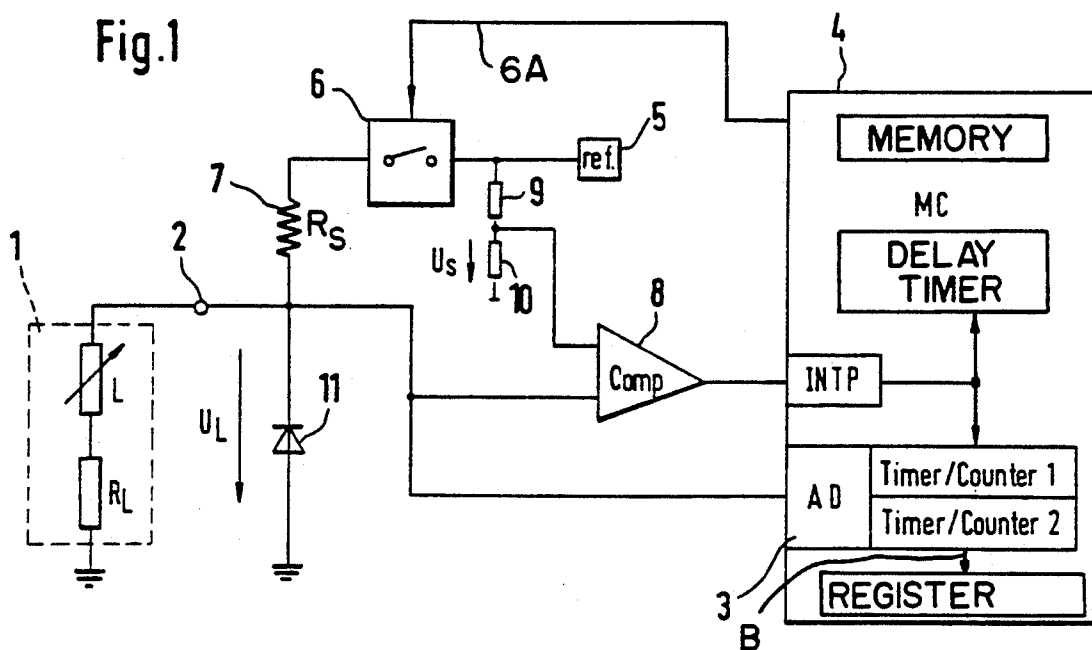 Fig.1
6A
4
6
5
MEMORY
ref.
7
9
MC
R_S
1
2
U_S
10
8
DELAY
TIMER
Comp
INTP
L
U_L
11
R_L
AD
Timer/Counter 1
Timer/Counter 2
3
B
REGISTER